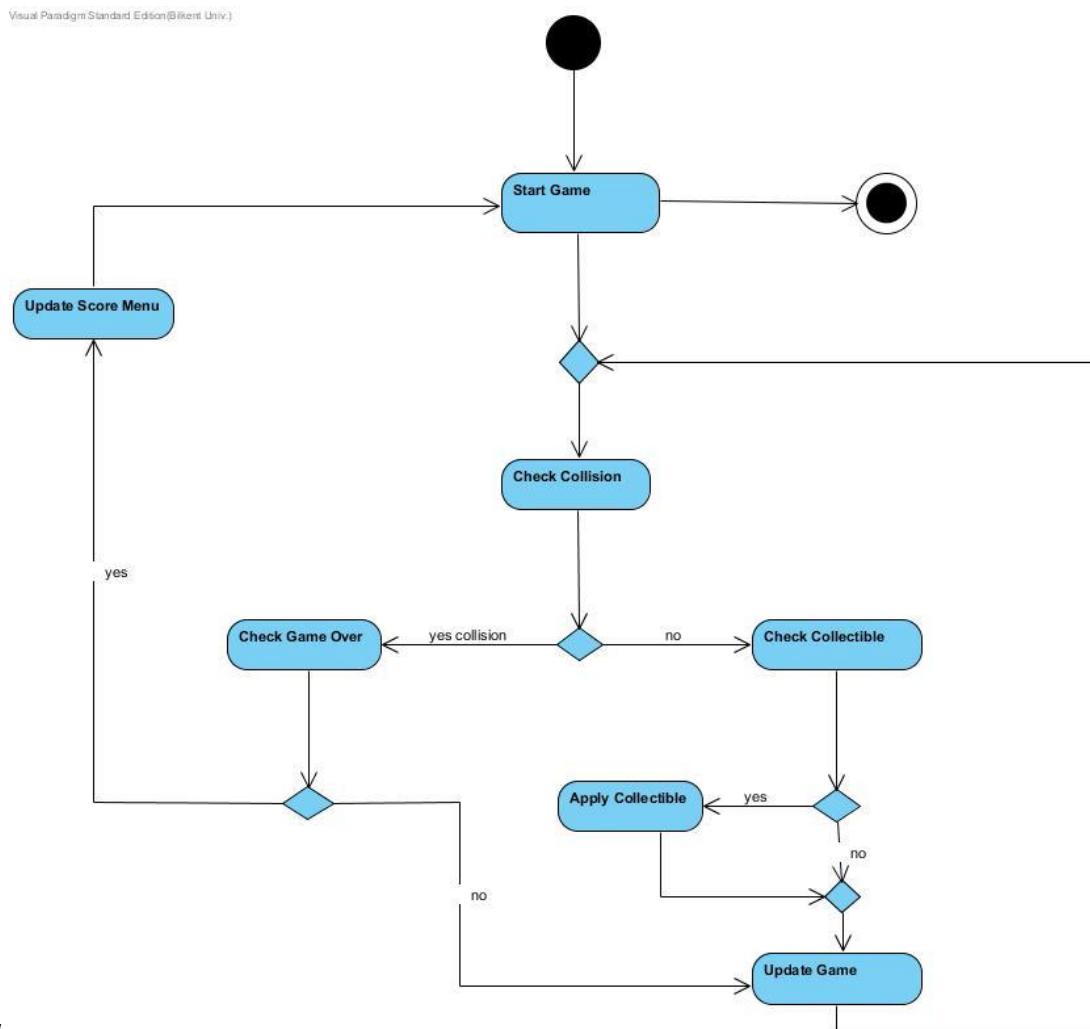 Visual Paradigm Standard Edition(Bilkent Univ.)
Start Game
Update Score Menu
Check Collision
yes
Check Game Over
yes collision
no
Check Collectible
Apply Collectible
yes
no
no
Update Game